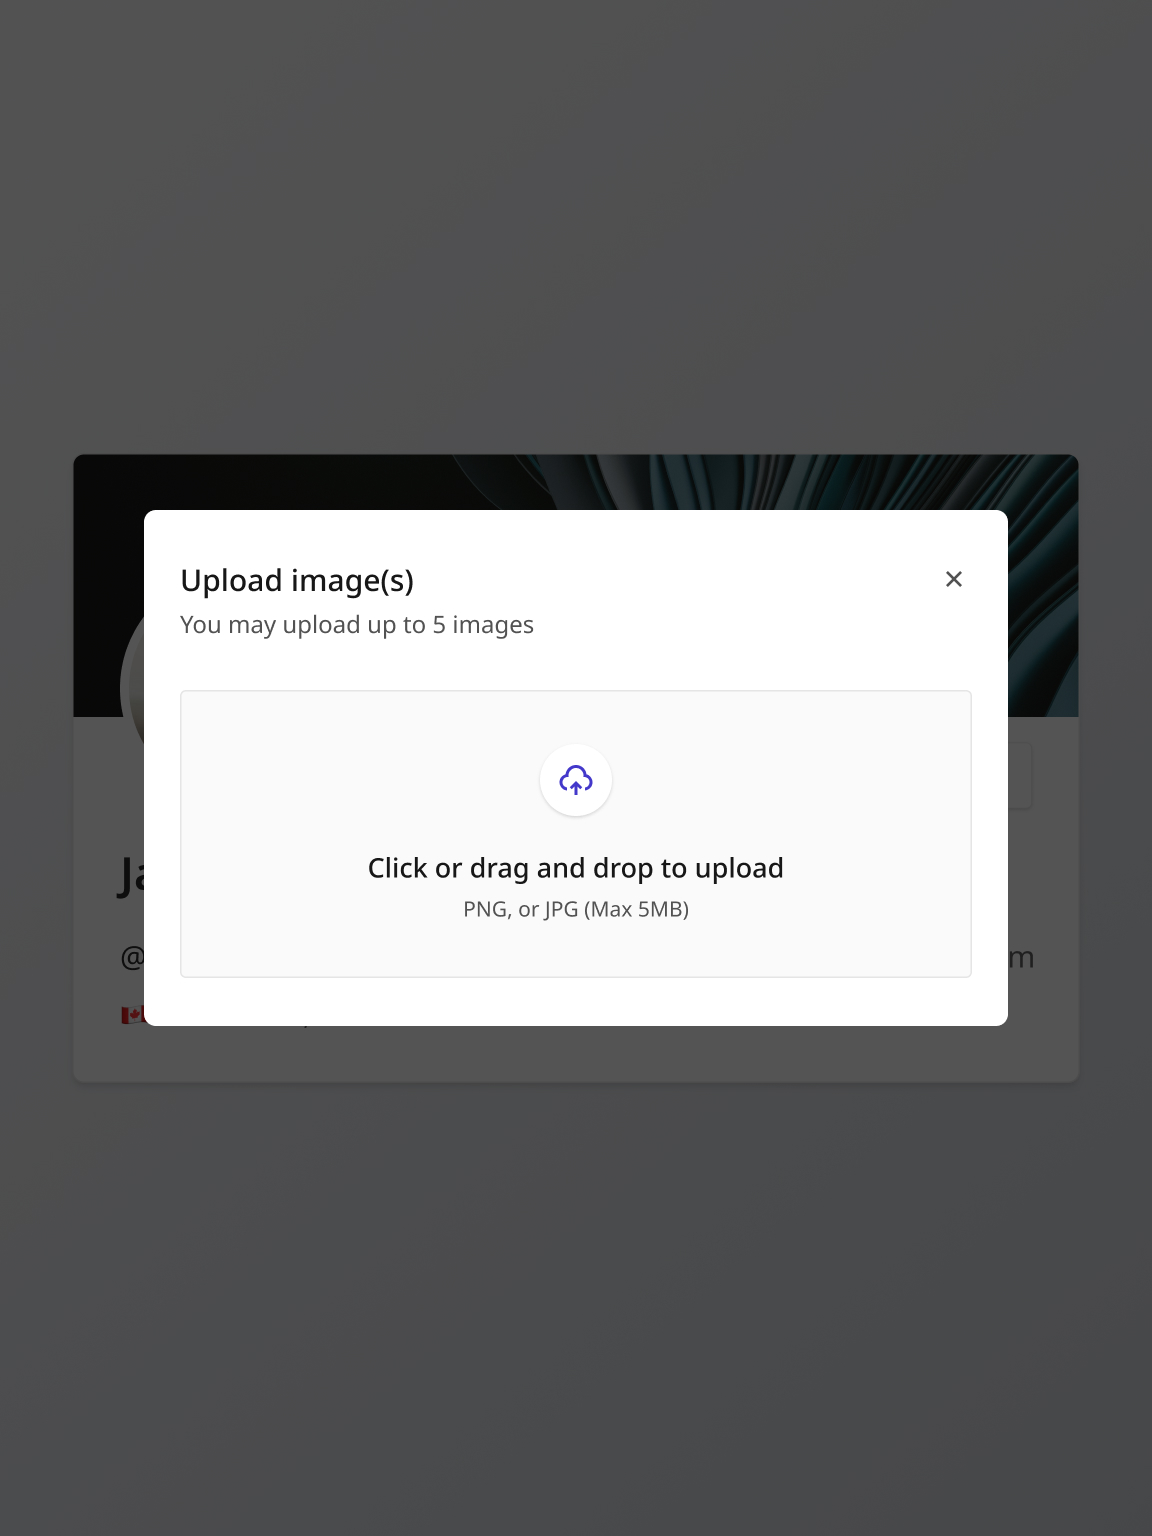 Upload image(s)
You may upload up to 5 images
Click or drag and drop to upload
PNG, or JPG (Max 5MB)
Ja
@
m